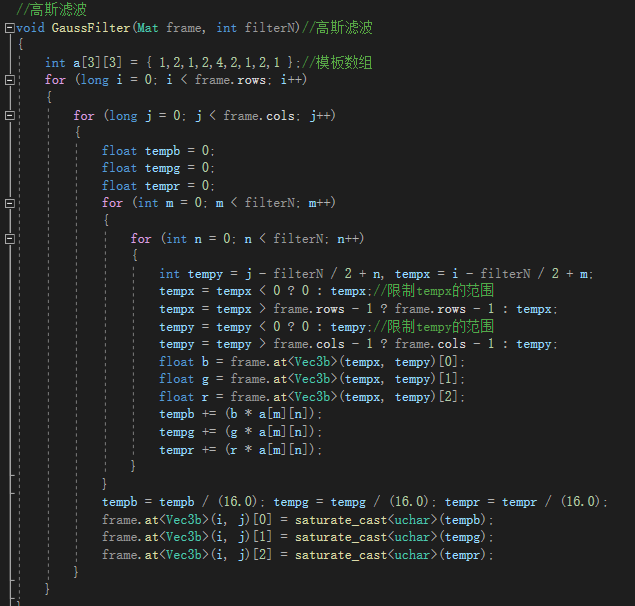 //高斯滤波
void GaussFilter(Mat frame, int filterN)//高斯滤波
{
int a[3][3] = { 1,2,1,2,4,2,1,2,1 };//模板数组
for (long i = 0; i < frame.rows; i++)
{
for (long j = 0; j < frame.cols; j++)
{
float tempb = 0;
float tempg = 0;
float tempr = 0;
for (int m = 0; m < filterN; m++)
{
for (int n = 0; n < filterN; n++)
{
int tempy = j - filterN / 2 + n, tempx = i - filterN / 2 + m;
tempx = tempx < 0 ? 0 : tempx;//限制tempx的范围
tempx = tempx > frame.rows - 1 ? frame.rows - 1 : tempx;
tempy = tempy < 0 ? 0 : tempy;//限制tempy的范围
tempy = tempy > frame.cols - 1 ? frame.cols - 1 : tempy;
float b = frame.at<Vec3b>(tempx, tempy)[0];
float g = frame.at<Vec3b>(tempx, tempy)[1];
float r = frame.at<Vec3b>(tempx, tempy)[2];
tempb += (b * a[m][n]);
tempg += (g * a[m][n]);
tempr += (r * a[m][n]);
}
}
tempb = tempb / (16.0); tempg = tempg / (16.0); tempr = tempr / (16.0);
frame.at<Vec3b>(i, j)[0] = saturate_cast<uchar>(tempb);
frame.at<Vec3b>(i, j)[1] = saturate_cast<uchar>(tempg);
frame.at<Vec3b>(i, j)[2] = saturate_cast<uchar>(tempr);
}
}